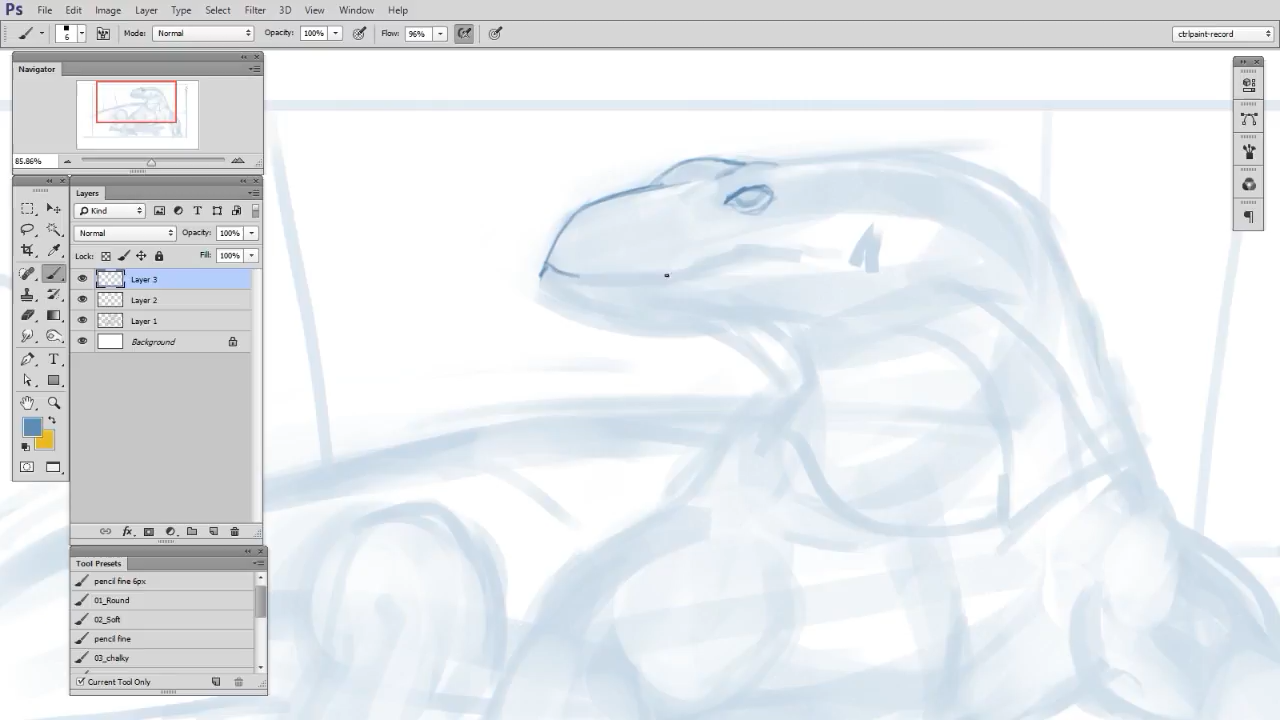 Ps File Edit Image Layer Type Select Filter 3D View Window Help
6 Mode: Normal Opacity: 100% Flow: 96% ctrlpaint-record
Navigator
85.86%
Layers
Kind T
Normal Opacity: 100%
Lock: Fill: 100%
Layer 3
Layer 2
Layer 1
Background
T
fx
Tool Presets
pencil fine 6px
01_Round
02_Soft
pencil fine
03_chalky
Current Tool Only